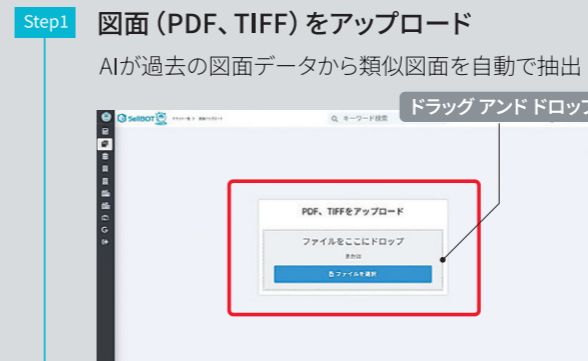 Step1
図面（PDF、TIFF）をアップロード
AIが過去の図面データから類似図面を自動で抽出
ドラッグ アンド ドロップ
SellBOT
キーワード検索
PDF、TIFFをアップロード
ファイルをここにドロップ
または
ファイルを選択